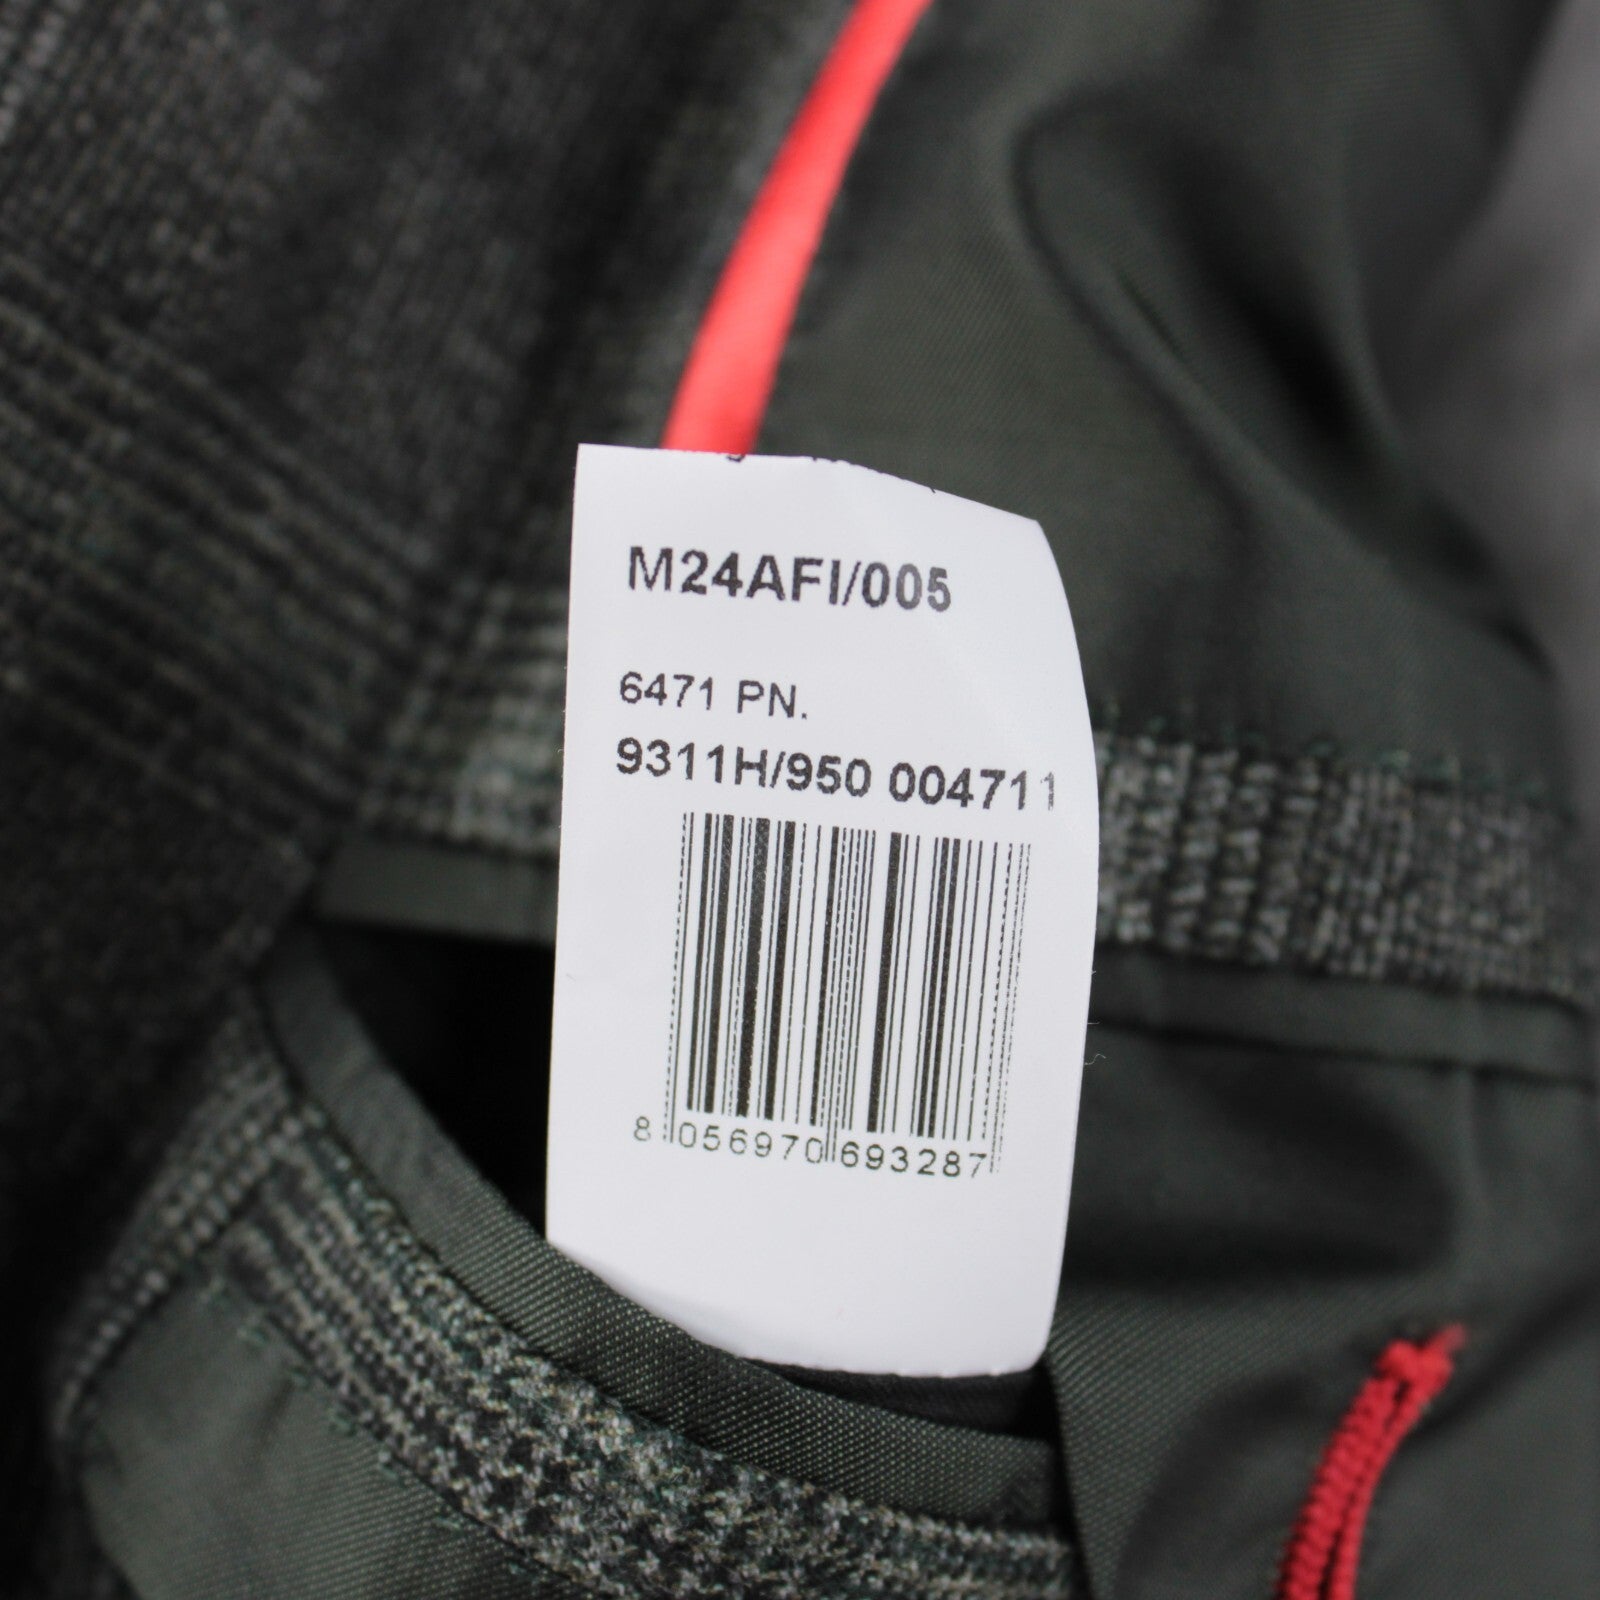 M24AFI/005
6471 PN.
9311H/950 004711
8 056970 693287